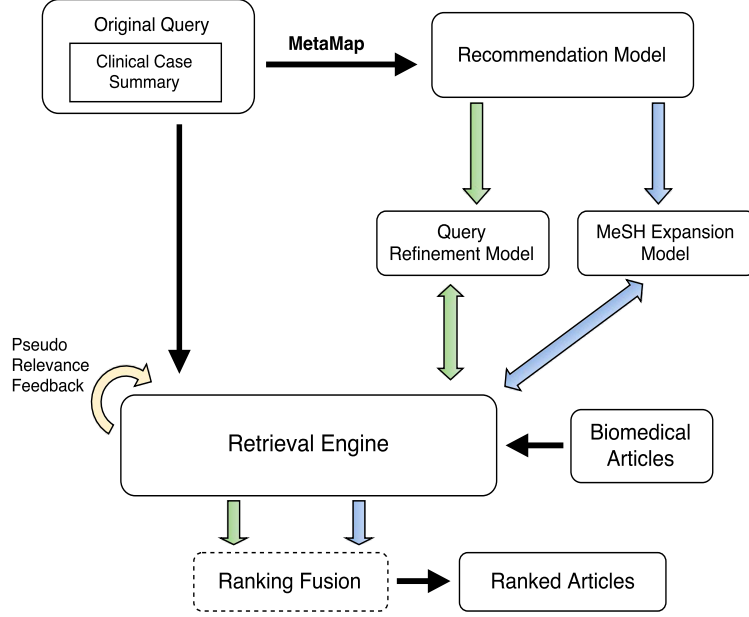 Original Query
Clinical Case
Summary
MetaMap
Recommendation Model
Query
Refinement Model
MeSH Expansion
Model
Pseudo
Relevance
Feedback
Retrieval Engine
Biomedical
Articles
Ranking Fusion
Ranked Articles